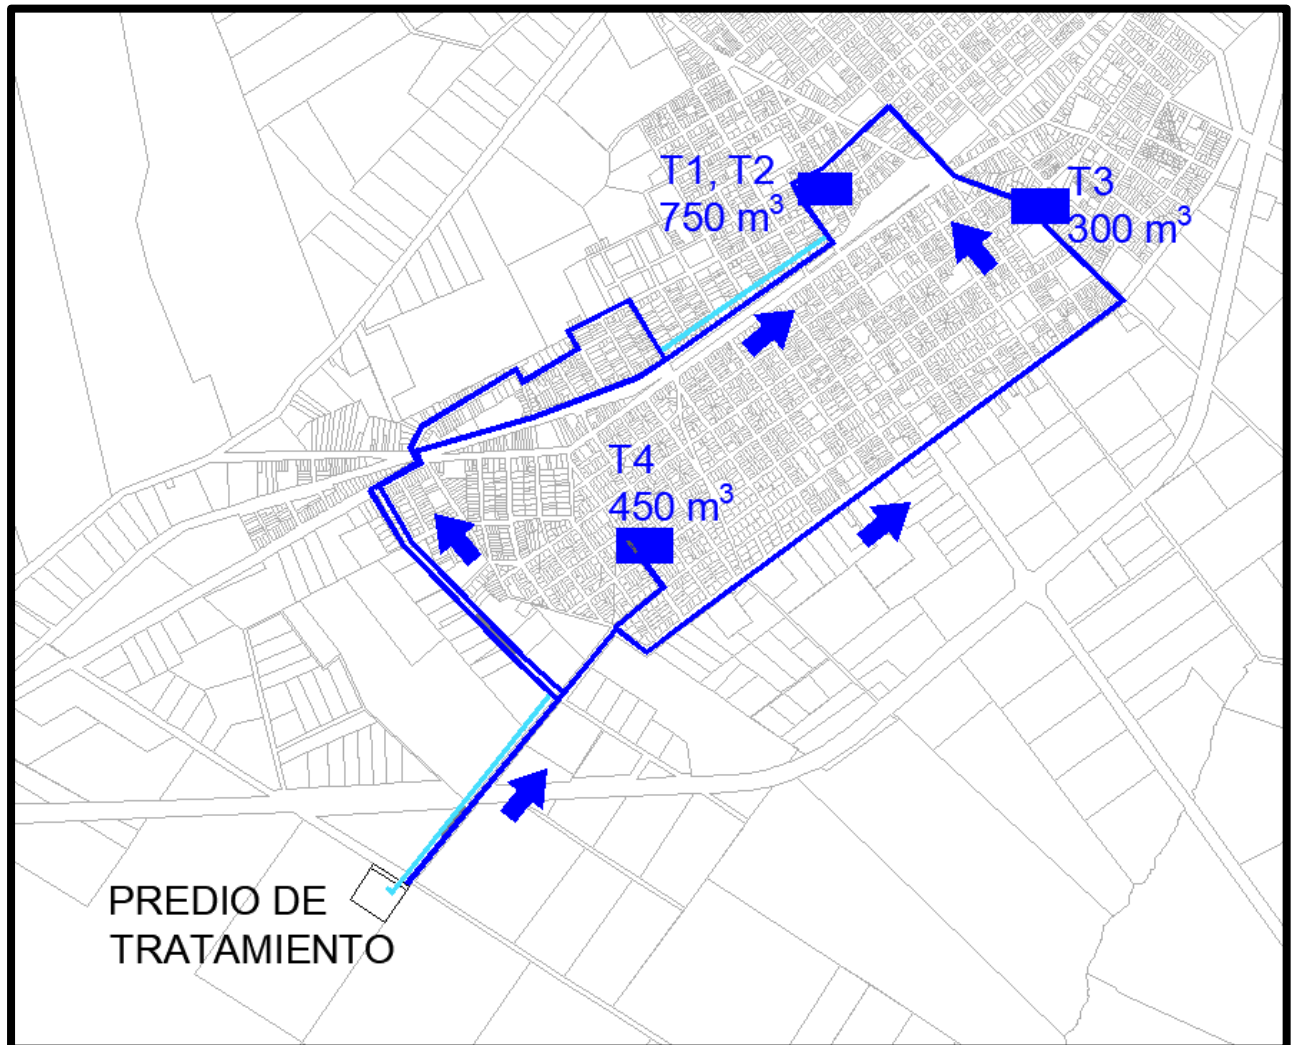 T1, T2
750 m³
T3
300 m³
T4
450 m³
PREDIO DE
TRATAMIENTO